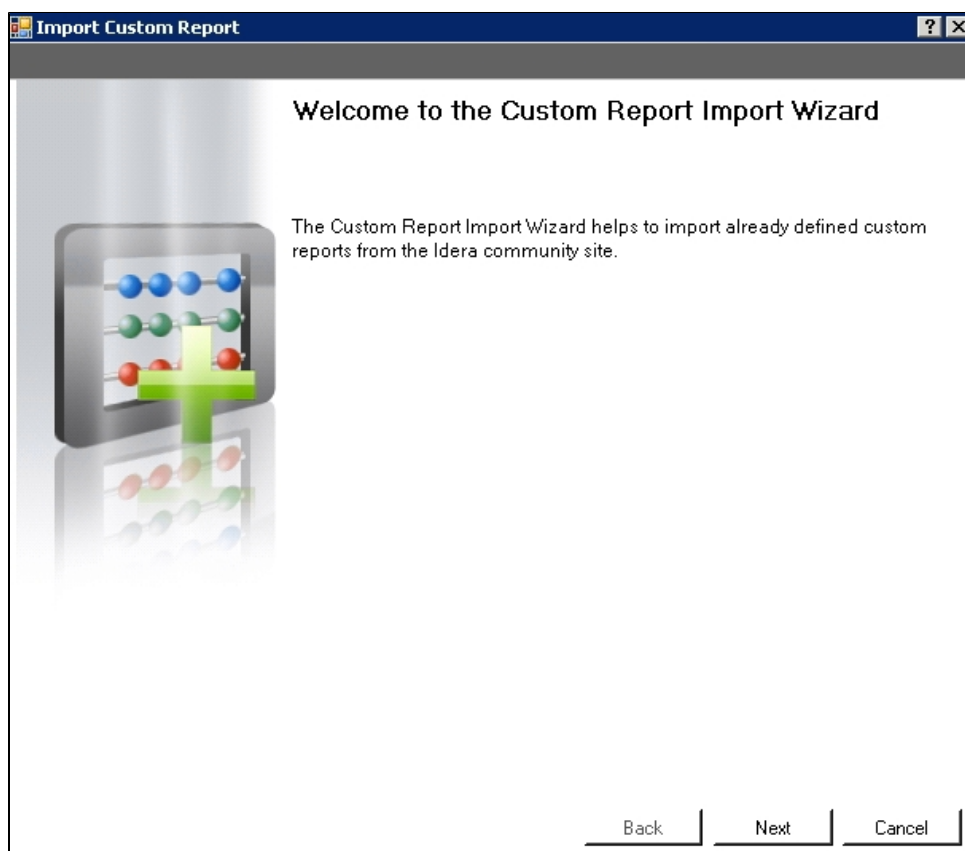 Import Custom Report
Welcome to the Custom Report Import Wizard
The Custom Report Import Wizard helps to import already defined custom
reports from the Idera community site.
Back Next Cancel